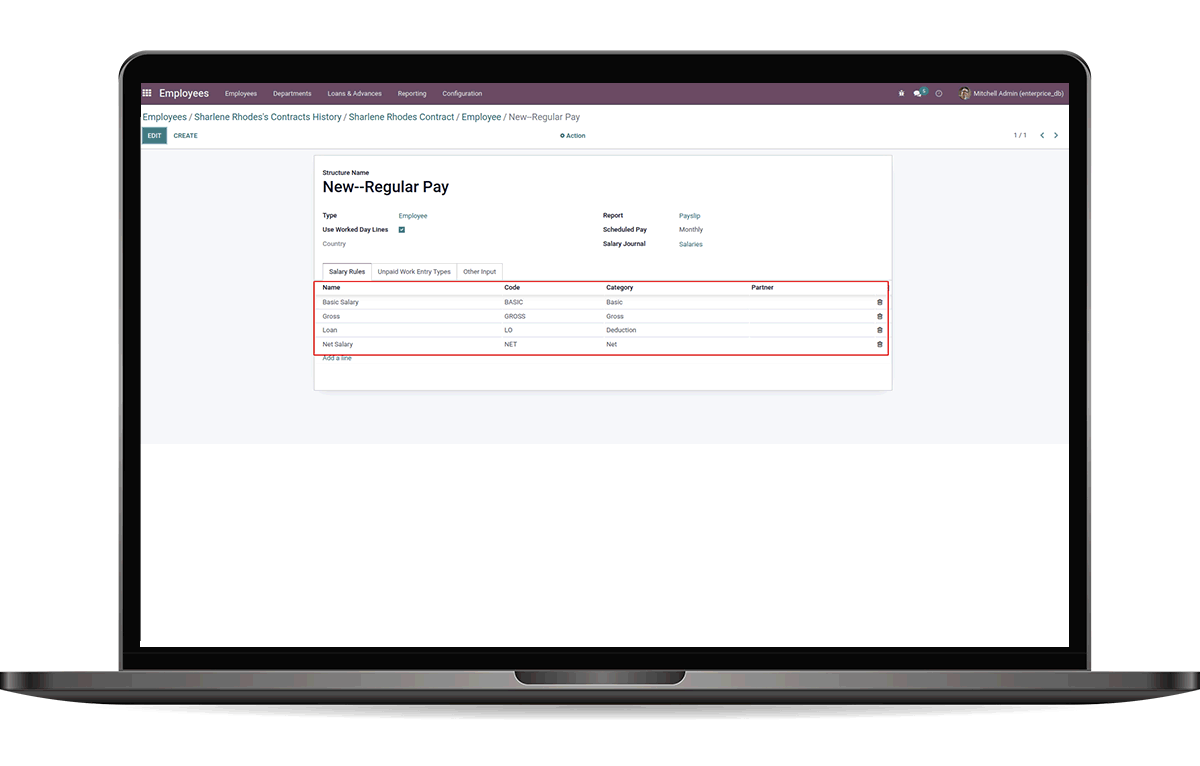 Employees Employees Departments Loans & Advances Reporting Configuration Mitchell Admin (enterprice_db)
Employees / Sharlene Rhodes's Contracts History / Sharlene Rhodes Contract / Employee / New--Regular Pay
EDIT CREATE Action 1 / 1
Structure Name
New--Regular Pay
Type Employee Report Payslip
Use Worked Day Lines Scheduled Pay Monthly
Country Salary Journal Salaries
Salary Rules Unpaid Work Entry Types Other Input
Name Code Category Partner
Basic Salary BASIC Basic
Gross GROSS Gross
Loan LO Deduction
Net Salary NET Net
Add a line